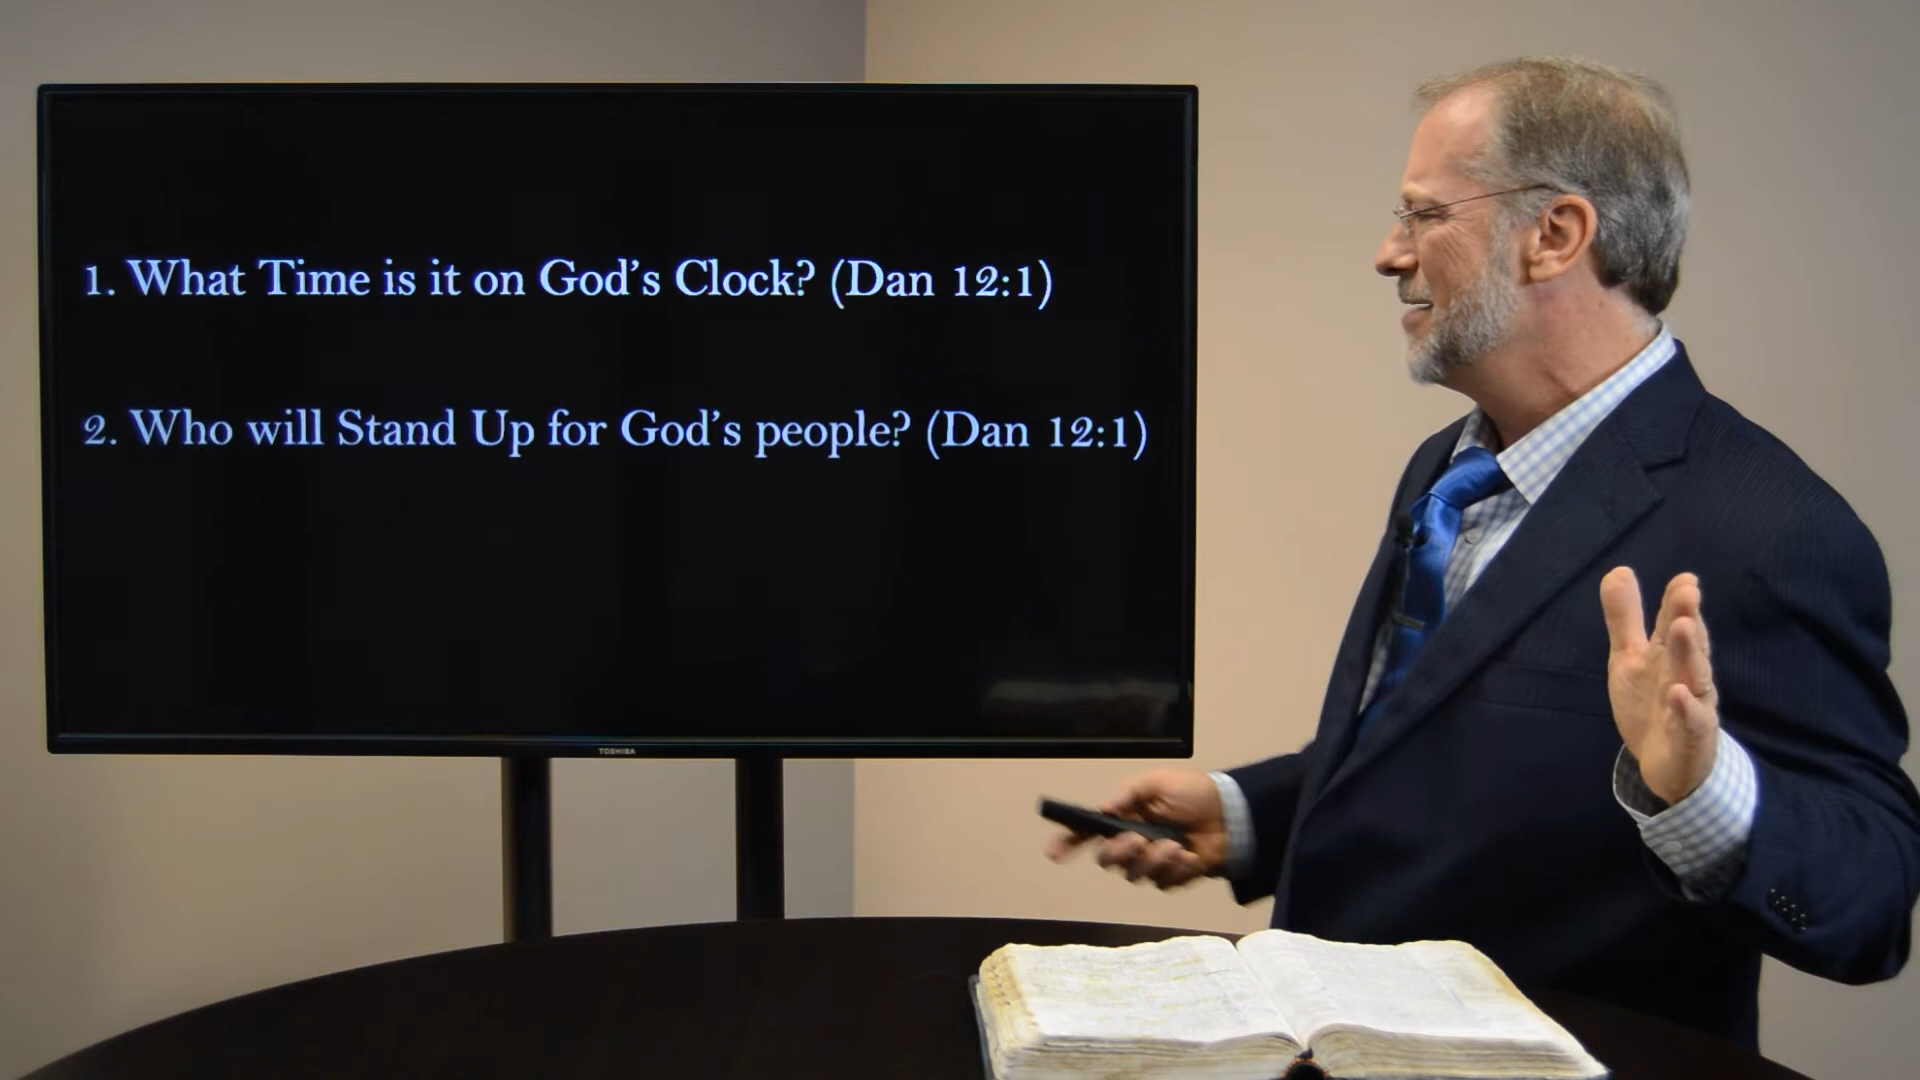 1. What Time is it on God's Clock? (Dan 12:1)
2. Who will Stand Up for God's people? (Dan 12:1)
TOSHIBA